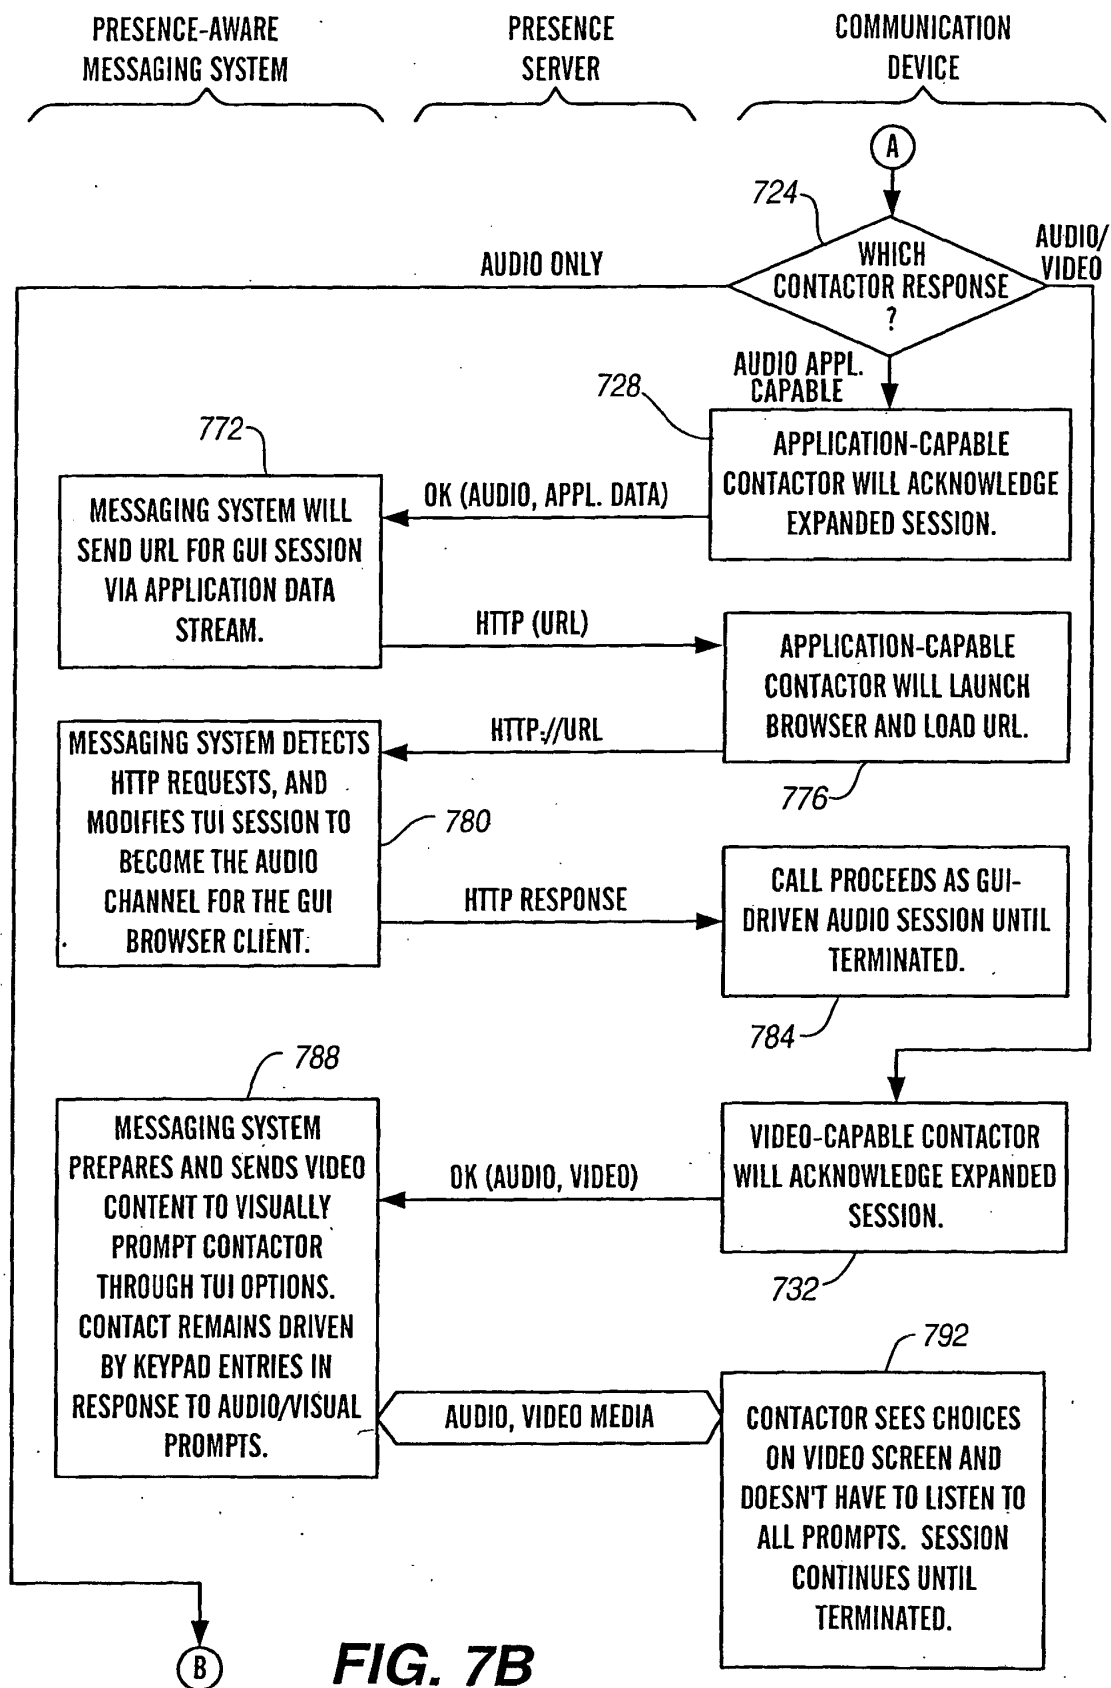 PRESENCE-AWARE
MESSAGING SYSTEM
PRESENCE
SERVER
COMMUNICATION
DEVICE
A
724
WHICH
CONTACTOR RESPONSE
?
AUDIO ONLY
AUDIO/
VIDEO
AUDIO APPL.
CAPABLE
728
APPLICATION-CAPABLE
CONTACTOR WILL ACKNOWLEDGE
EXPANDED SESSION.
OK (AUDIO, APPL. DATA)
772
MESSAGING SYSTEM WILL
SEND URL FOR GUI SESSION
VIA APPLICATION DATA
STREAM.
HTTP (URL)
APPLICATION-CAPABLE
CONTACTOR WILL LAUNCH
BROWSER AND LOAD URL.
776
HTTP://URL
MESSAGING SYSTEM DETECTS
HTTP REQUESTS, AND
MODIFIES TUI SESSION TO
BECOME THE AUDIO
CHANNEL FOR THE GUI
BROWSER CLIENT.
780
HTTP RESPONSE
CALL PROCEEDS AS GUI-
DRIVEN AUDIO SESSION UNTIL
TERMINATED.
784
VIDEO-CAPABLE CONTACTOR
WILL ACKNOWLEDGE EXPANDED
SESSION.
732
OK (AUDIO, VIDEO)
788
MESSAGING SYSTEM
PREPARES AND SENDS VIDEO
CONTENT TO VISUALLY
PROMPT CONTACTOR
THROUGH TUI OPTIONS.
CONTACT REMAINS DRIVEN
BY KEYPAD ENTRIES IN
RESPONSE TO AUDIO/VISUAL
PROMPTS.
AUDIO, VIDEO MEDIA
792
CONTACTOR SEES CHOICES
ON VIDEO SCREEN AND
DOESN'T HAVE TO LISTEN TO
ALL PROMPTS. SESSION
CONTINUES UNTIL
TERMINATED.
B
FIG. 7B